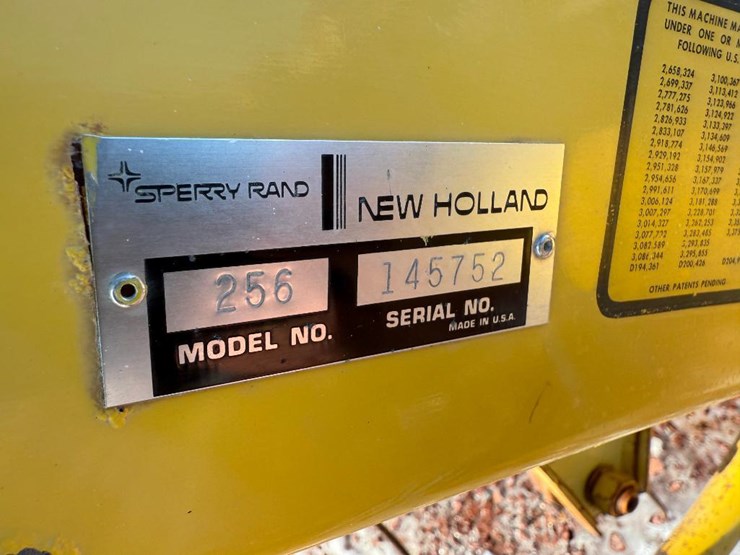 SPERRY RAND
NEW HOLLAND
256
145752
MODEL NO.
SERIAL NO.
MADE IN U.S.A.
THIS MACHINE
UNDER ONE OR
FOLLOWING U.S.
2,658,324 3,100,367
2,699,337 3,113,412
2,777,275 3,123,966
2,781,626 3,124,922
2,826,933 3,133,397
2,833,107 3,134,609
2,918,774 3,146,569
2,929,192 3,154,902
2,951,328 3,157,979
2,954,656 3,167,337
2,991,611 3,170,699
3,006,124 3,181,288
3,007,297 3,228,701
3,014,327 3,262,253
3,077,722 3,283,485
3,082,589 3,293,835
3,086,344 3,295,853
D194,361 D200,426
OTHER PATENTS PENDING